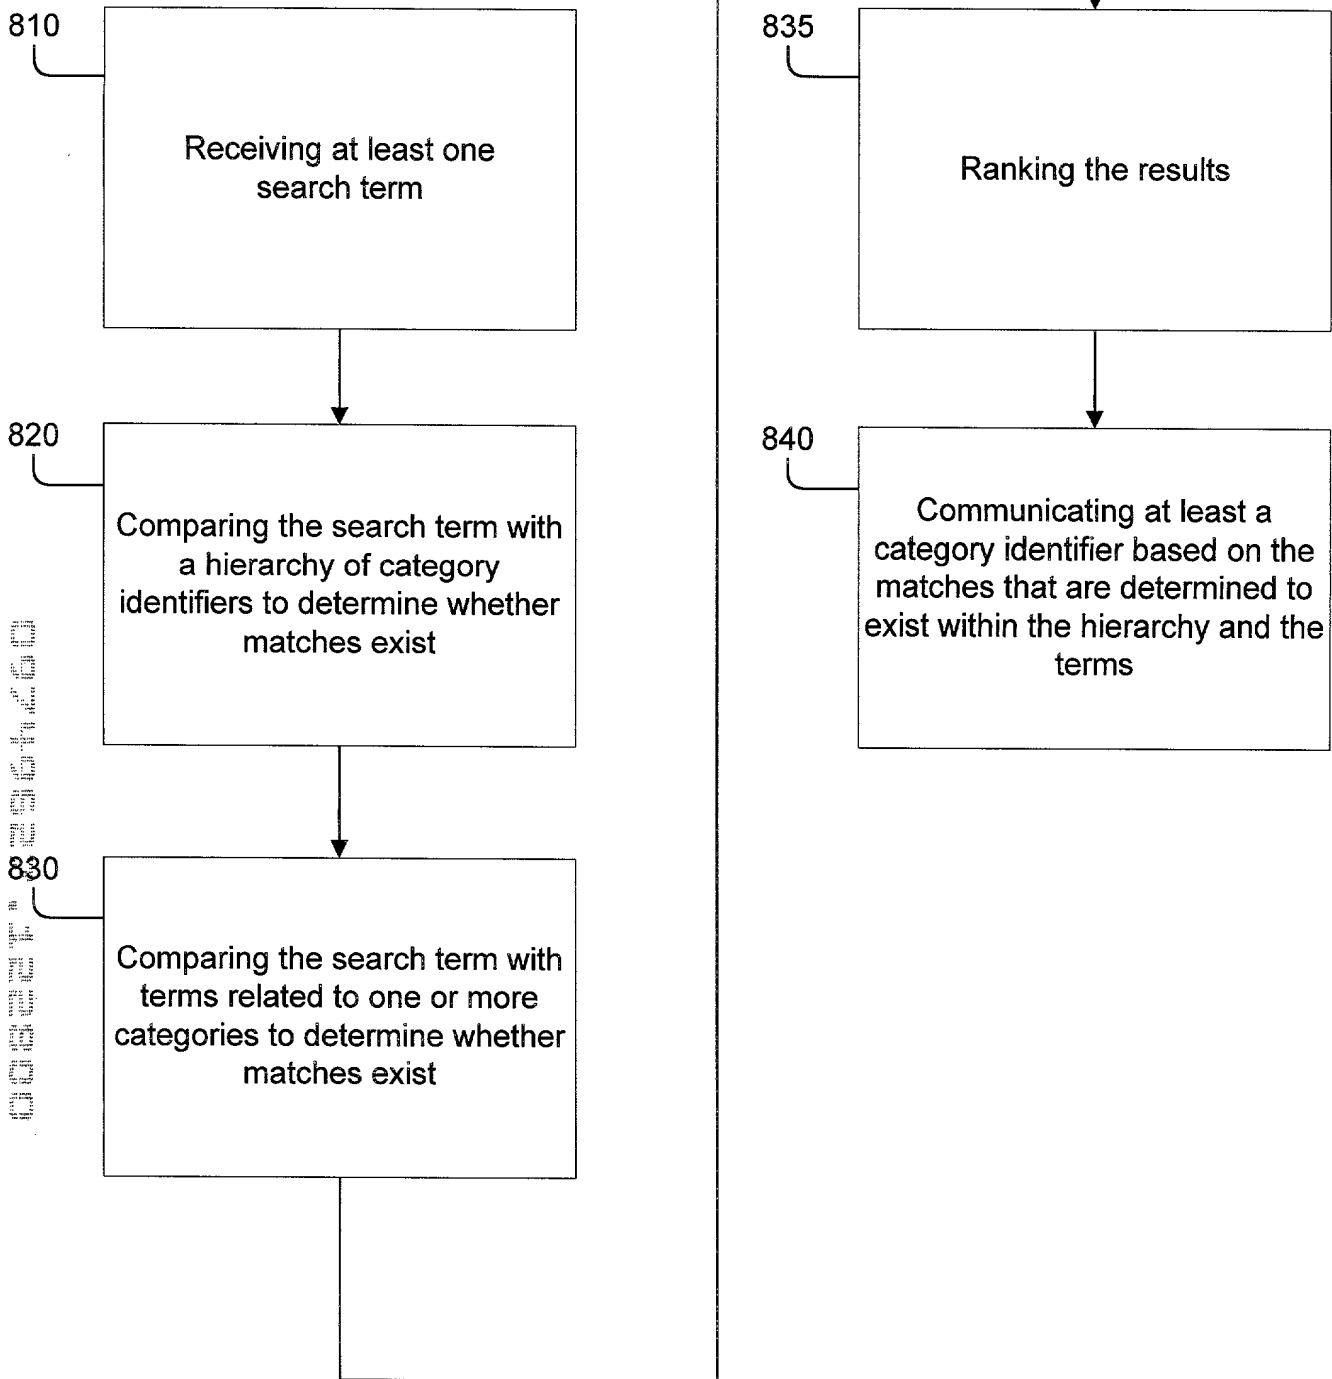 810
Receiving at least one
search term
820
Comparing the search term with
a hierarchy of category
identifiers to determine whether
matches exist
830
Comparing the search term with
terms related to one or more
categories to determine whether
matches exist
835
Ranking the results
840
Communicating at least a
category identifier based on the
matches that are determined to
exist within the hierarchy and the
terms